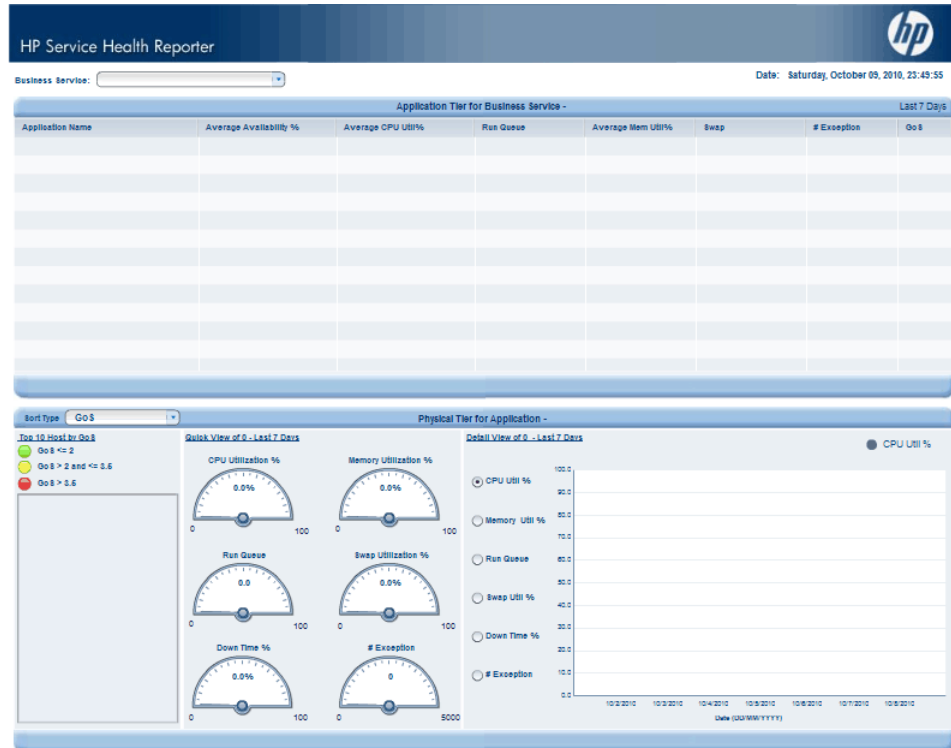 HP Service Health Reporter
hp
Business Service:
Date: Saturday, October 09, 2010, 23:49:55
Application Tier for Business Service -
Last 7 Days
Application Name
Average Availability %
Average CPU Util%
Run Queue
Average Mem Util%
Swap
# Exception
GoS
Sort Type
GoS
Physical Tier for Application -
Top 10 Host by GoS
GoS <= 2
GoS > 2 and <= 3.5
GoS > 3.5
Quick View of 0 - Last 7 Days
CPU Utilization %
0.0%
0
100
Memory Utilization %
0.0%
0
100
Run Queue
0.0
0
100
Swap Utilization %
0.0%
0
100
Down Time %
0.0%
0
100
# Exception
0
0
5000
Detail View of 0 - Last 7 Days
CPU Util %
CPU Util %
Memory Util %
Run Queue
Swap Util %
Down Time %
# Exception
100.0
90.0
80.0
70.0
60.0
50.0
40.0
30.0
20.0
10.0
0.0
10/2/2010
10/3/2010
10/4/2010
10/5/2010
10/6/2010
10/7/2010
10/8/2010
Date (DD/MM/YYYY)